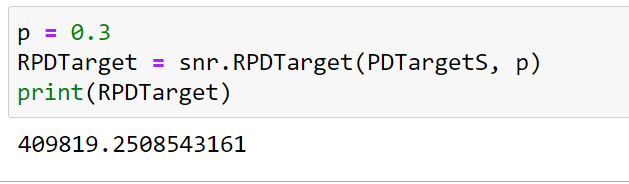 p = 0.3
RPDTarget = snr.RPDTarget(PDTargetS, p)
print(RPDTarget)
409819.2508543161